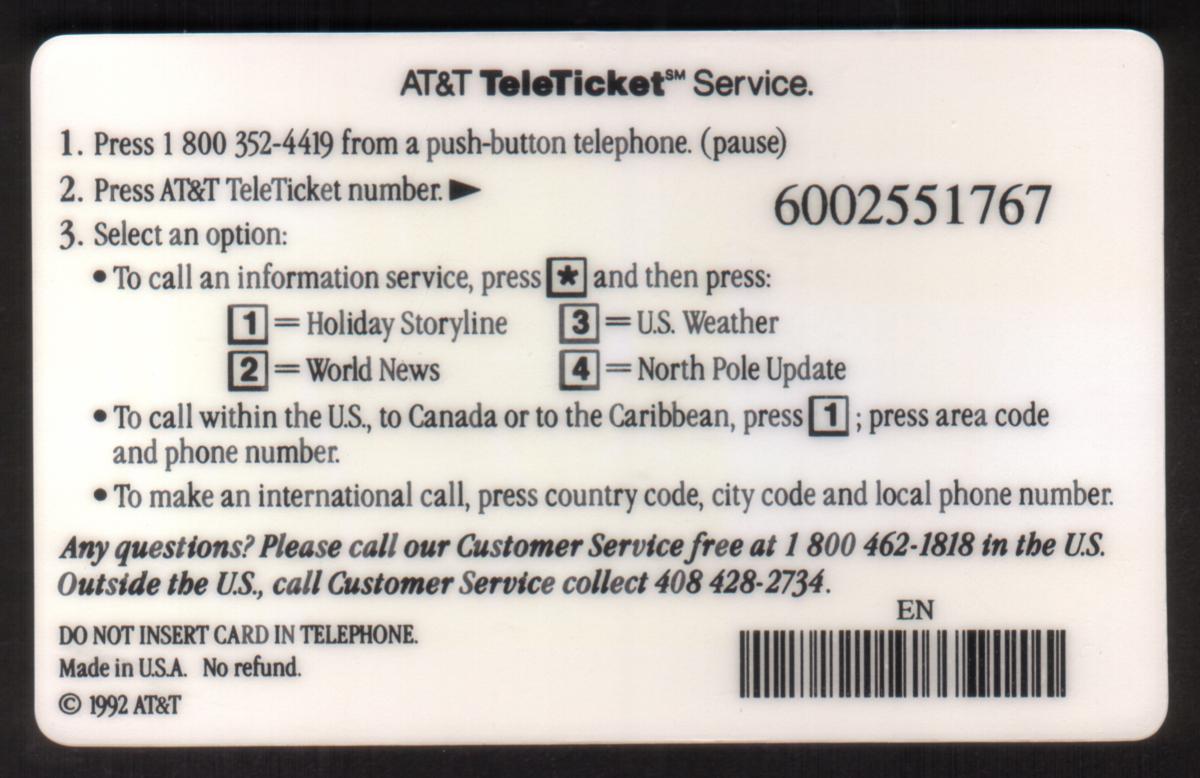 AT&T TeleTicket℠ Service.
1. Press 1 800 352-4419 from a push-button telephone. (pause)
2. Press AT&T TeleTicket number. ▶
6002551767
3. Select an option:
• To call an information service, press * and then press:
1 = Holiday Storyline 3 = U.S. Weather
2 = World News 4 = North Pole Update
• To call within the U.S., to Canada or to the Caribbean, press 1 ; press area code
and phone number.
• To make an international call, press country code, city code and local phone number.
Any questions? Please call our Customer Service free at 1 800 462-1818 in the U.S.
Outside the U.S., call Customer Service collect 408 428-2734.
EN
DO NOT INSERT CARD IN TELEPHONE.
Made in U.S.A. No refund.
© 1992 AT&T